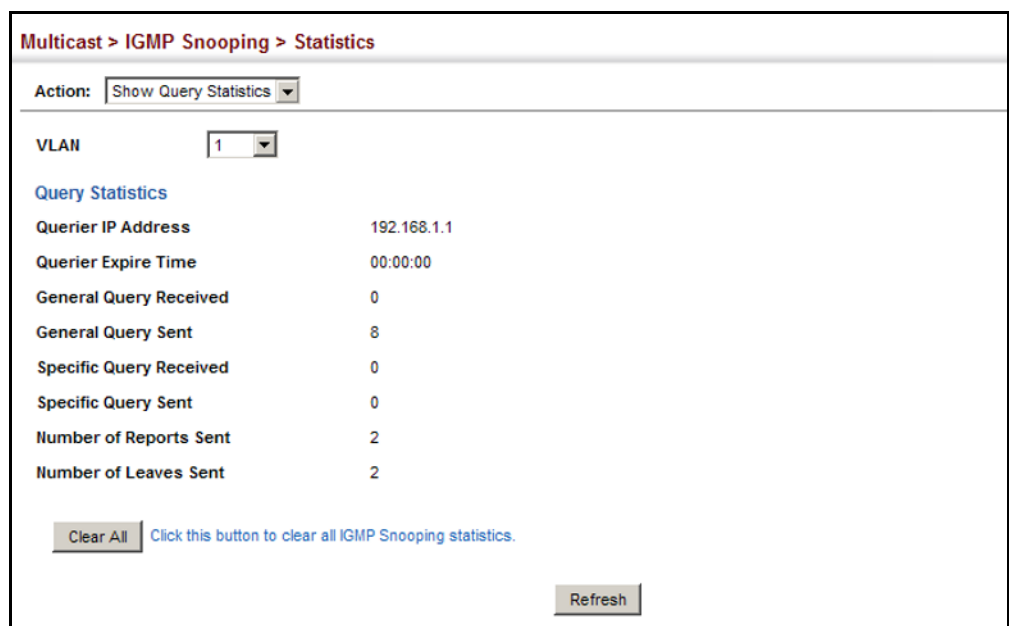 Multicast > IGMP Snooping > Statistics
Action: Show Query Statistics
VLAN 1
Query Statistics
Querier IP Address 192.168.1.1
Querier Expire Time 00:00:00
General Query Received 0
General Query Sent 8
Specific Query Received 0
Specific Query Sent 0
Number of Reports Sent 2
Number of Leaves Sent 2
Clear All Click this button to clear all IGMP Snooping statistics.
Refresh